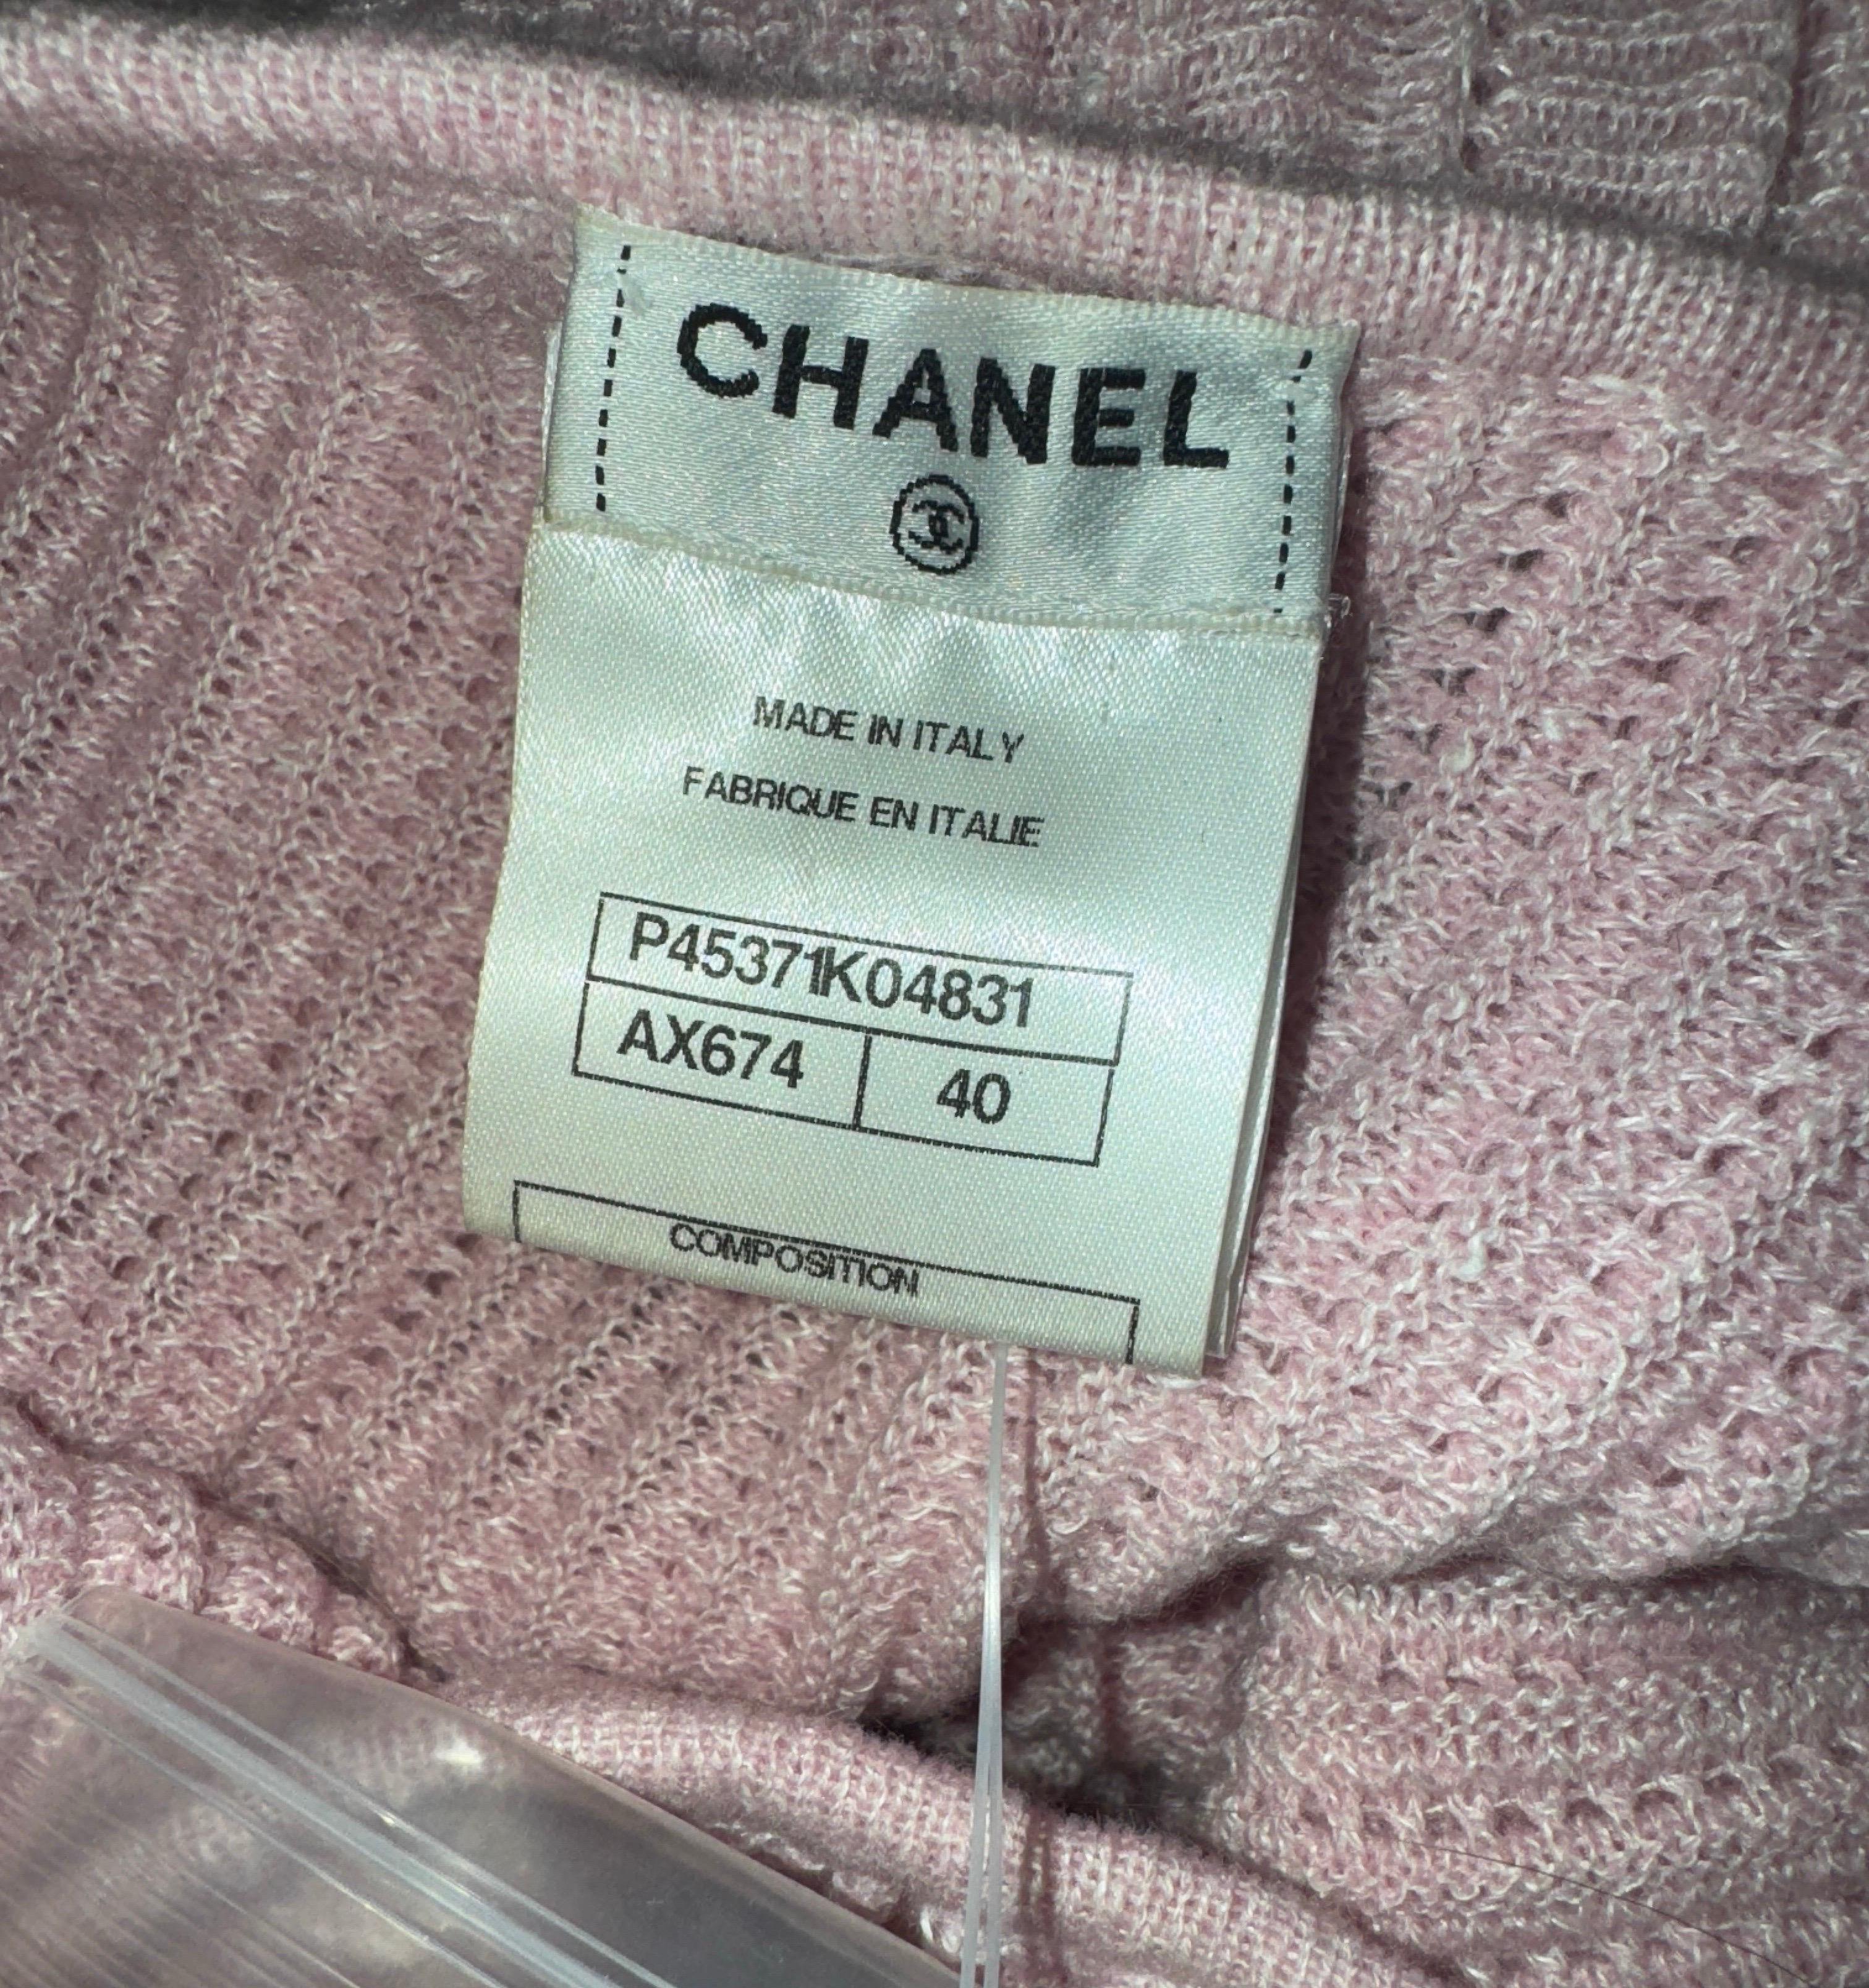 CHANEL
MADE IN ITALY
FABRIQUE EN ITALIE
P45371K04831
AX674 40
COMPOSITION